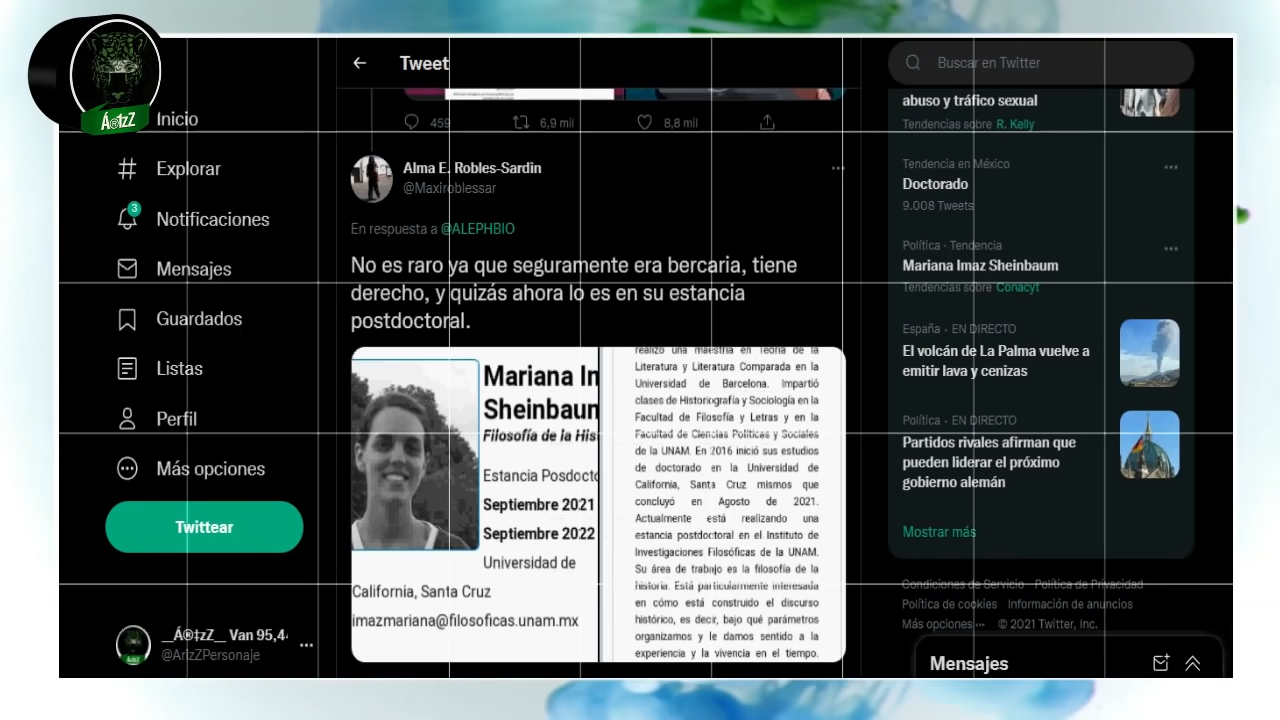 Á®‡zZ
Inicio
Explorar
3
Notificaciones
Mensajes
Guardados
Listas
Perfil
Más opciones
Twittear
__Á®‡zZ__ Van 95,4
@ArIzZPersonaje
Tweet
459
6,9 mil
8,8 mil
Alma E. Robles-Sardin
@Maxiroblessar
En respuesta a @ALEPHBIO
No es raro ya que seguramente era bercaria, tiene
derecho, y quizás ahora lo es en su estancia
postdoctoral.
Mariana Im
Sheinbaum
Filosofía de la His
Estancia Posdocto
Septiembre 2021
Septiembre 2022
Universidad de
California, Santa Cruz
imazmariana@filosoficas.unam.mx
realizó una maestría en Teoría de la
Literatura y Literatura Comparada en la
Universidad de Barcelona. Impartió
clases de Historiografía y Sociología en la
Facultad de Filosofía y Letras y en la
Facultad de Ciencias Políticas y Sociales
de la UNAM. En 2016 inició sus estudios
de doctorado en la Universidad de
California, Santa Cruz mismos que
concluyó en Agosto de 2021.
Actualmente está realizando una
estancia postdoctoral en el Instituto de
Investigaciones Filosóficas de la UNAM.
Su área de trabajo es la filosofía de la
historia. Está particularmente interesada
en cómo está construido el discurso
histórico, es decir, bajo qué parámetros
organizamos y le damos sentido a la
experiencia y la vivencia en el tiempo.
Buscar en Twitter
abuso y tráfico sexual
Tendencias sobre R. Kelly
Tendencia en México
Doctorado
9.008 Tweets
Política · Tendencia
Mariana Imaz Sheinbaum
Tendencias sobre Conacyt
España · EN DIRECTO
El volcán de La Palma vuelve a
emitir lava y cenizas
Política · EN DIRECTO
Partidos rivales afirman que
pueden liderar el próximo
gobierno alemán
Mostrar más
Condiciones de Servicio Política de Privacidad
Política de cookies Información de anuncios
Más opciones ··· © 2021 Twitter, Inc.
Mensajes